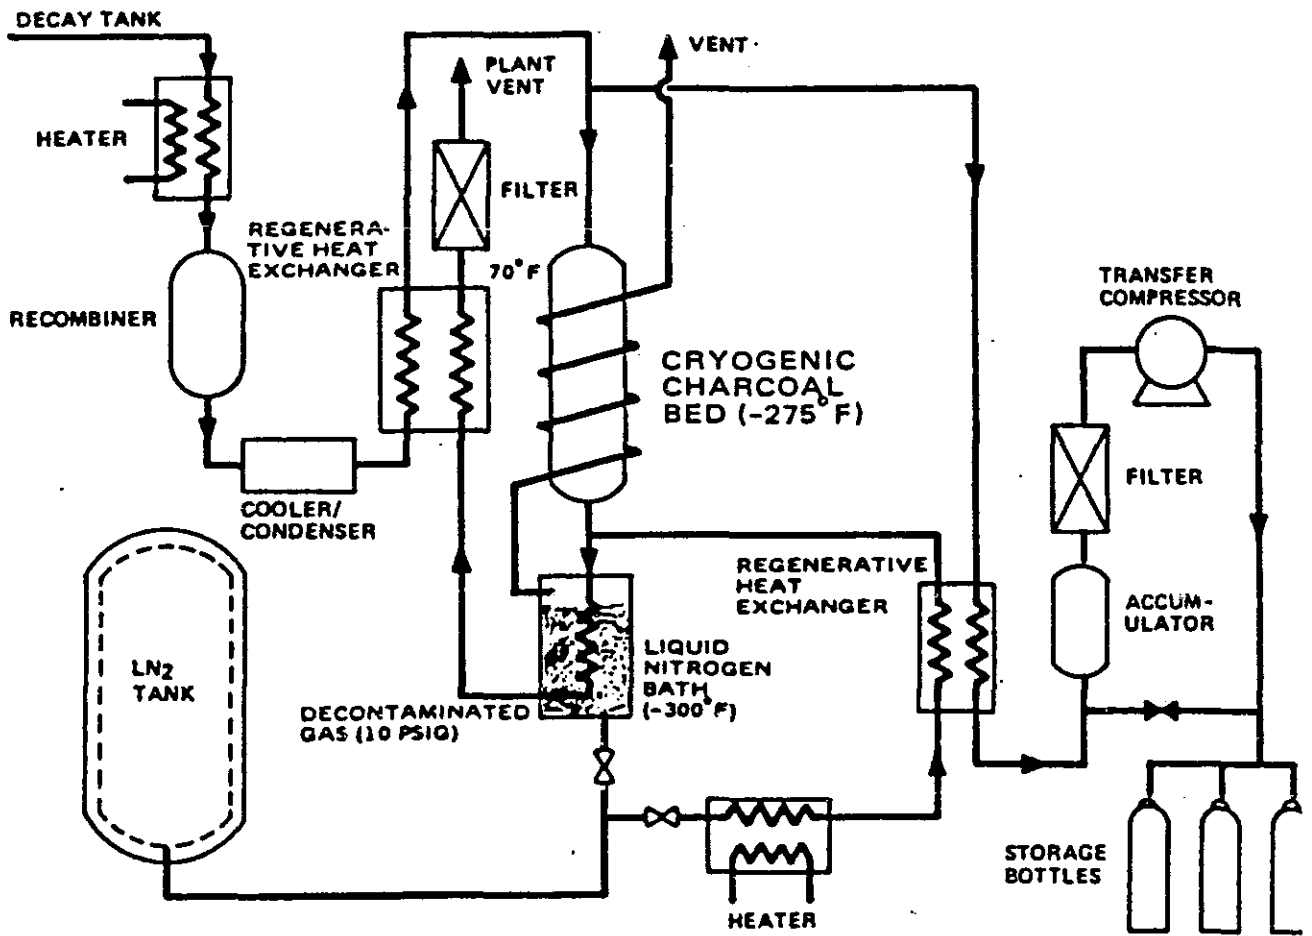 DECAY TANK
HEATER
RECOMBINER
COOLER/
CONDENSER
REGENERA-
TIVE HEAT
EXCHANGER
PLANT
VENT
FILTER
VENT
70°F
CRYOGENIC
CHARCOAL
BED (-275°F)
TRANSFER
COMPRESSOR
FILTER
ACCUM-
ULATOR
REGENERATIVE
HEAT
EXCHANGER
LIQUID
NITROGEN
BATH
(-300°F)
DECONTAMINATED
GAS (10 PSIG)
LN2
TANK
HEATER
STORAGE
BOTTLES